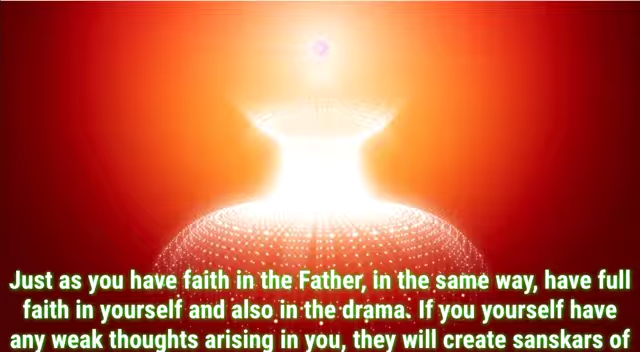 Just as you have faith in the Father, in the same way, have full
faith in yourself and also in the drama. If you yourself have
any weak thoughts arising in you, they will create sanskars of